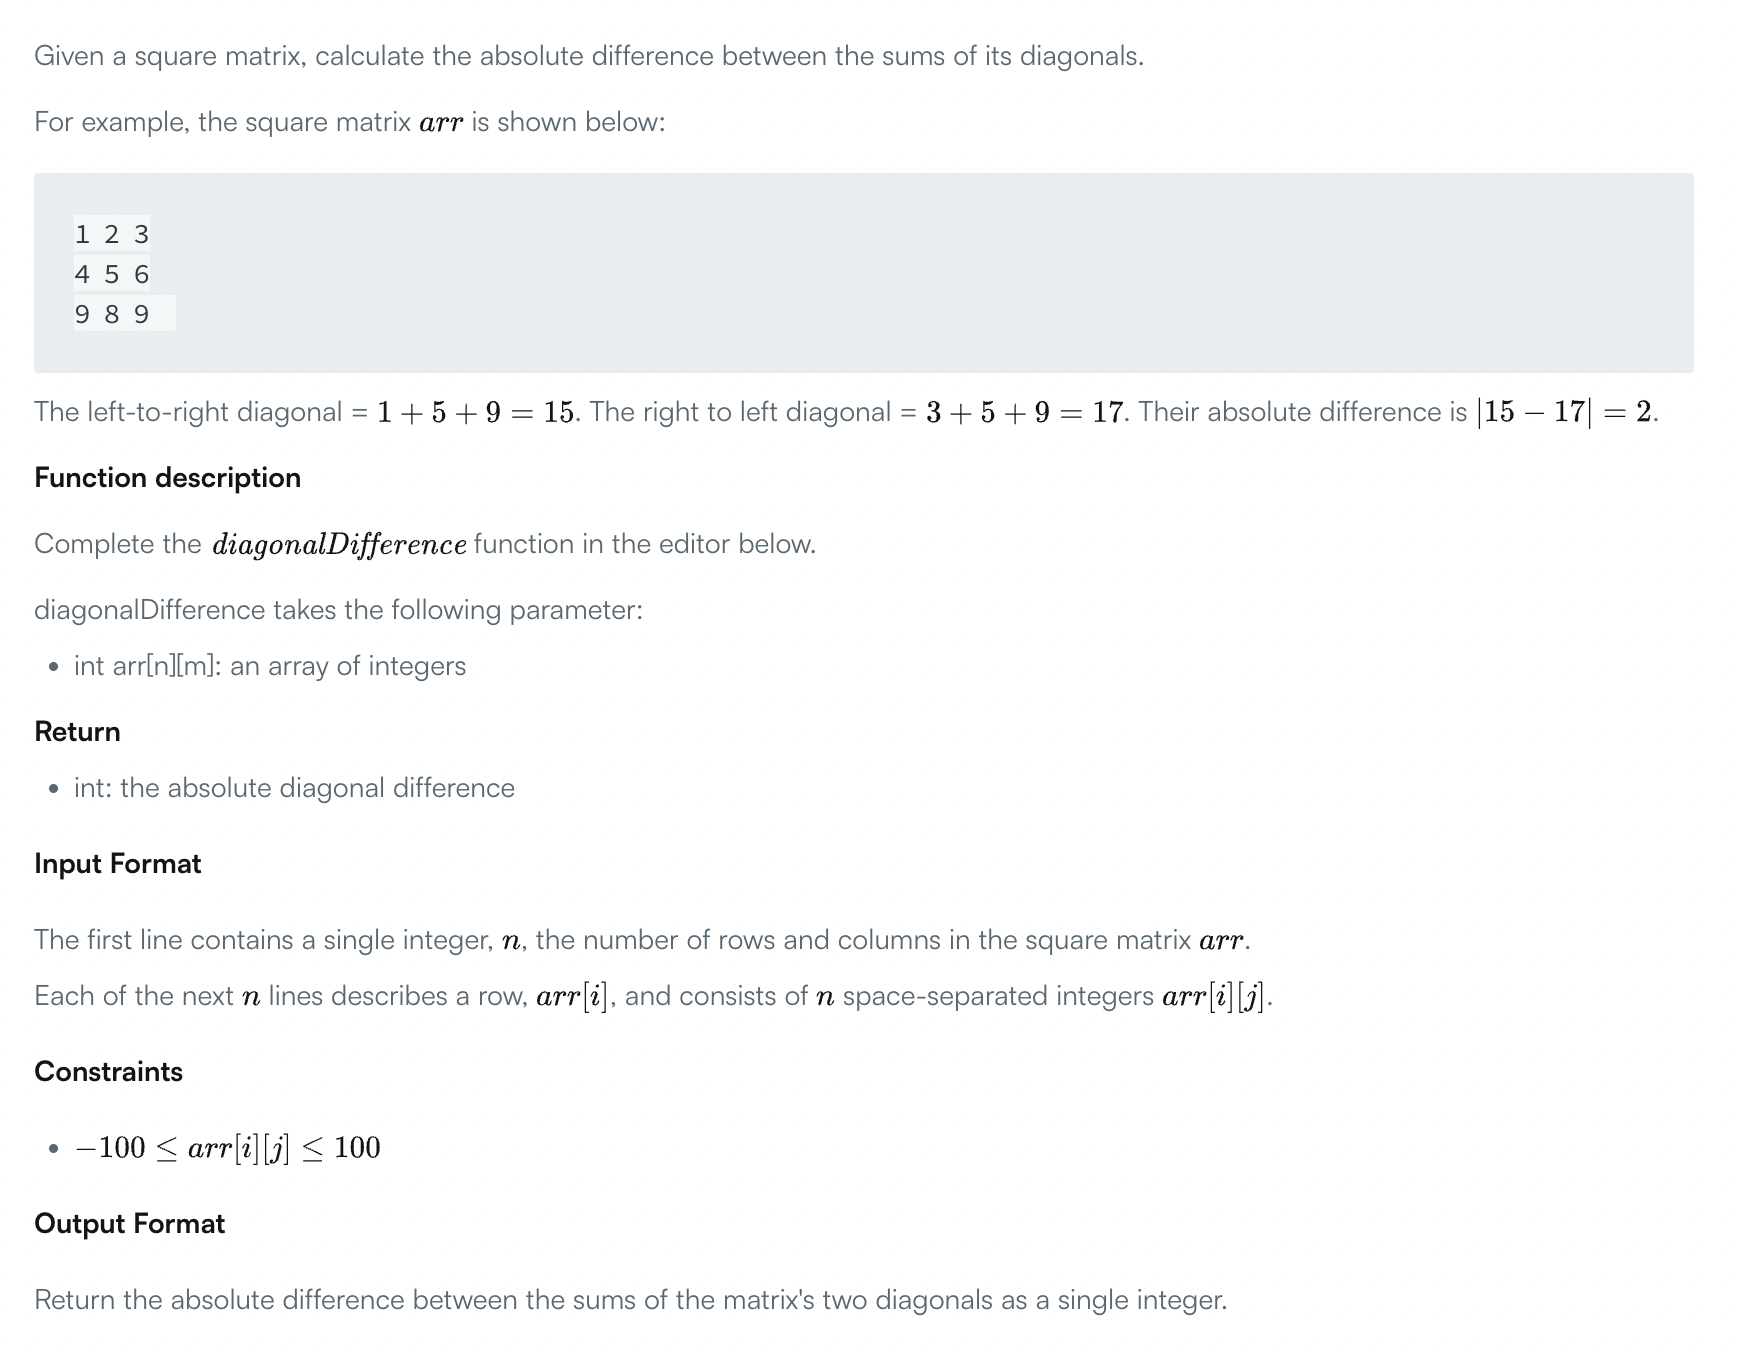 Given a square matrix, calculate the absolute difference between the sums of its diagonals.
For example, the square matrix arr is shown below:
1 2 3
4 5 6
9 8 9
The left-to-right diagonal = 1 + 5 + 9 = 15. The right to left diagonal = 3 + 5 + 9 = 17. Their absolute difference is |15 − 17| = 2.
Function description
Complete the diagonalDifference function in the editor below.
diagonalDifference takes the following parameter:
• int arr[n][m]: an array of integers
Return
• int: the absolute diagonal difference
Input Format
The first line contains a single integer, n, the number of rows and columns in the square matrix arr.
Each of the next n lines describes a row, arr[i], and consists of n space-separated integers arr[i][j].
Constraints
• −100 ≤ arr[i][j] ≤ 100
Output Format
Return the absolute difference between the sums of the matrix's two diagonals as a single integer.